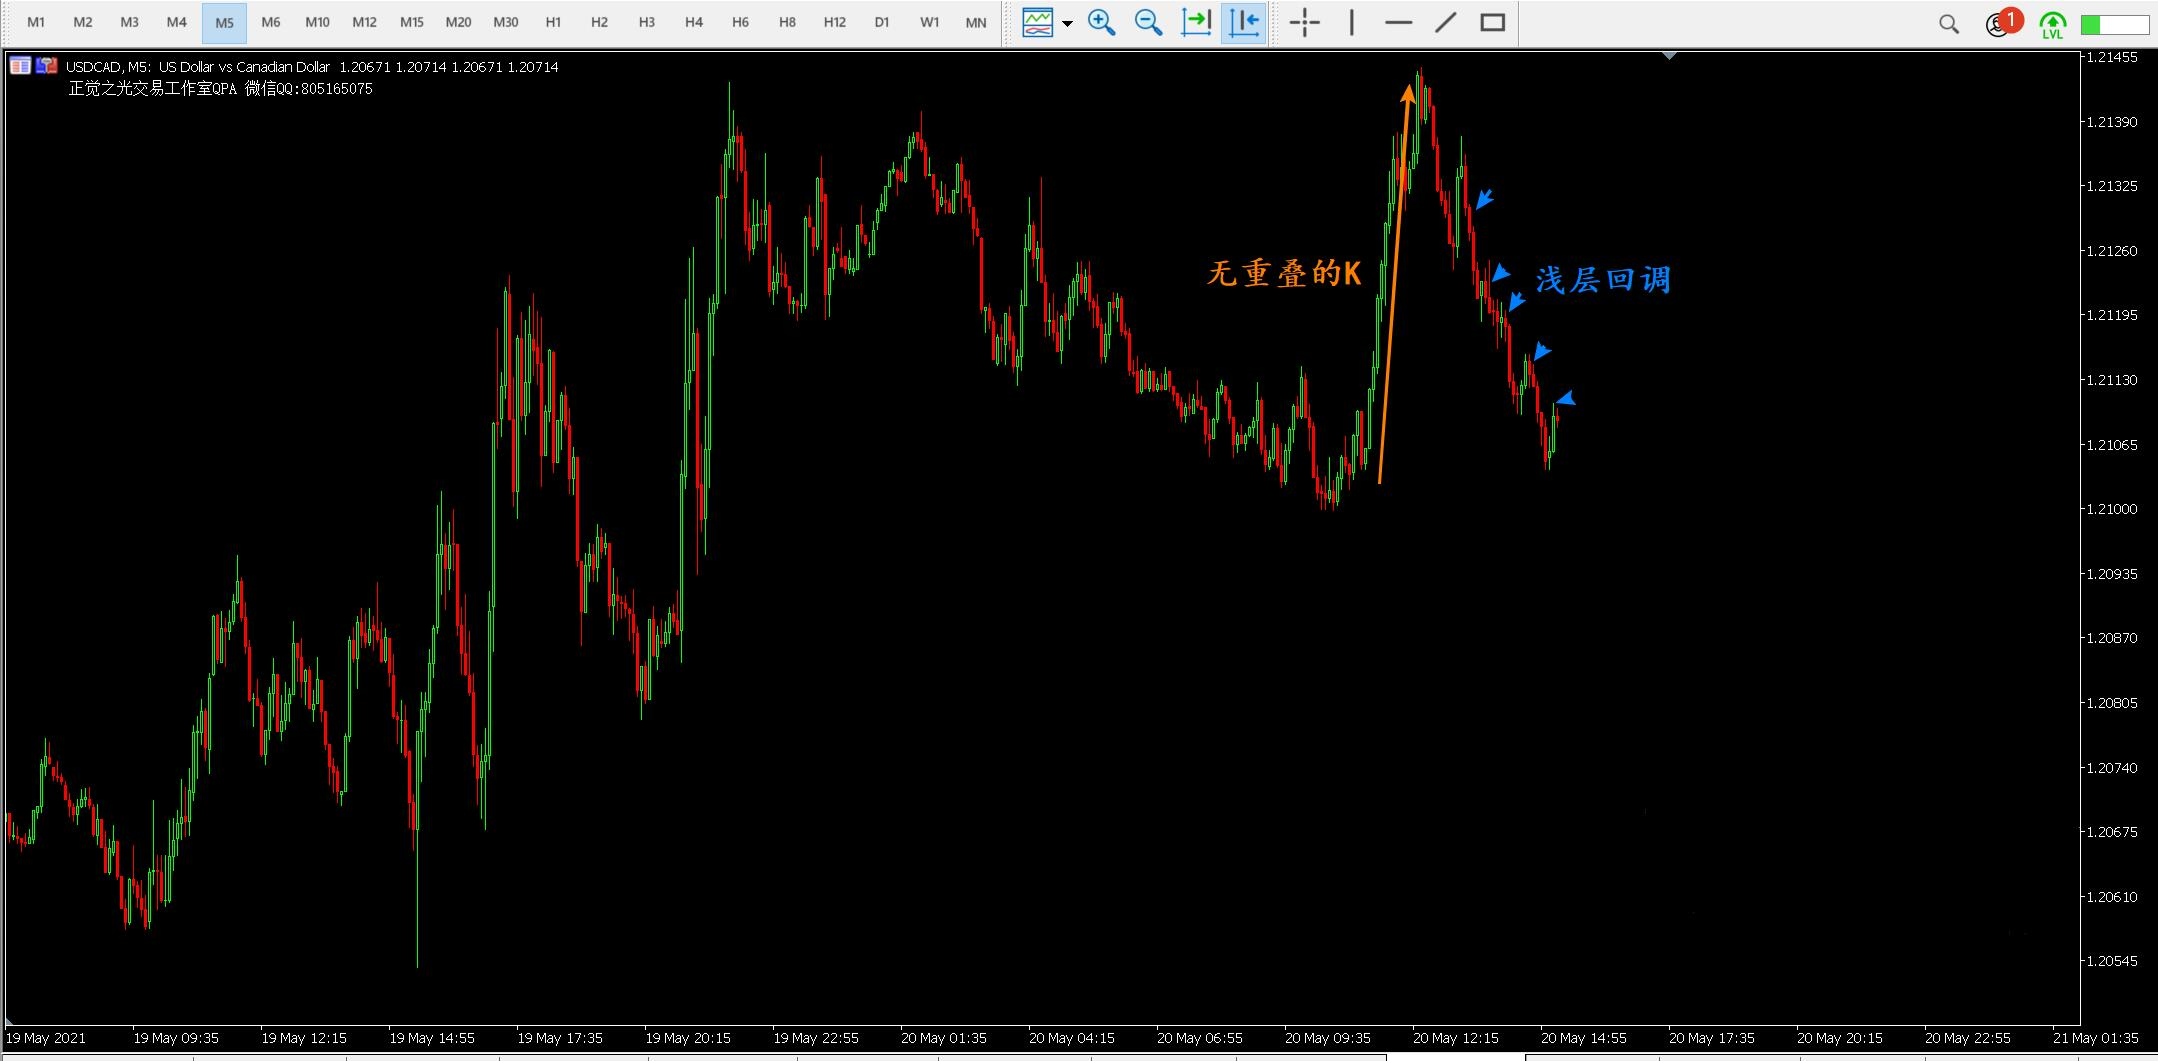 M1 M2 M3 M4 M5 M6 M10 M12 M15 M20 M30 H1 H2 H3 H4 H6 H8 H12 D1 W1 MN
1
LVL
USDCAD, M5: US Dollar vs Canadian Dollar 1.20671 1.20714 1.20671 1.20714
正觉之光交易工作室QPA 微信QQ:805165075
无重叠的K
浅层回调
1.21455
1.21390
1.21325
1.21260
1.21195
1.21130
1.21065
1.21000
1.20935
1.20870
1.20805
1.20740
1.20675
1.20610
1.20545
19 May 2021 19 May 09:35 19 May 12:15 19 May 14:55 19 May 17:35 19 May 20:15 19 May 22:55 20 May 01:35 20 May 04:15 20 May 06:55 20 May 09:35 20 May 12:15 20 May 14:55 20 May 17:35 20 May 20:15 20 May 22:55 21 May 01:35